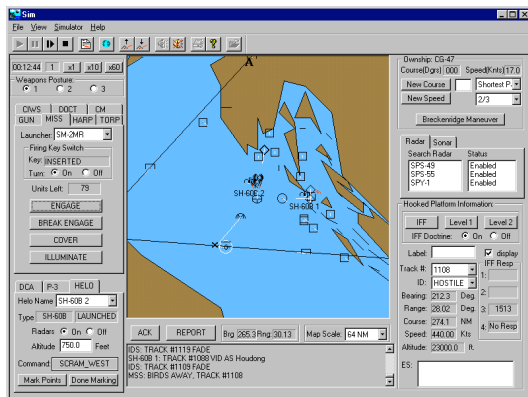 Sim
File View Simulator Help
00:12:44 1 x1 x10 x60
Weapons Posture:
1 2 3
CIWS DOCT CM
GUN MISS HARP TORP
Launcher: SM-2MR
Firing Key Switch
Key: INSERTED
Turn: On Off
Units Left: 79
ENGAGE
BREAK ENGAGE
COVER
ILLUMINATE
DCA P-3 HELO
Helo Name SH-60B 2
Type SH-60B LAUNCHED
Radars On Off
Altitude 750.0 Feet
Command: SCRAM_WEST
Mark Points Done Marking
SH-60B 2
SH-60B 1
ACK REPORT Brg 265.3 Rng: 30.13 Map Scale: 64 NM
IDS: TRACK #1119 FADE
SH-60B 1: TRACK #1088 VID AS Houdong
IDS: TRACK #1109 FADE
MSS: BIRDS AWAY, TRACK #1108
Ownship: CG-47
Course(Dgrs) 000 Speed(Knts) 17.0
New Course Shortest P
New Speed 2/3
Breckenridge Maneuver
Radar Sonar
Search Radar Status
SPS-49 Enabled
SPS-55 Enabled
SPY-1 Enabled
Hooked Platform Information:
IFF Level 1 Level 2
IFF Doctrine: On Off
Label: display
Track #: 1108 IFF Resp
ID: HOSTILE 1:
Bearing: 212.3 Deg. 2:
Range: 28.02 Deg. 3: 1513
Course: 274.1 NM
Speed: 440.00 Kts 4: No Resp
Altitude: 23000.0 ft.
ES: